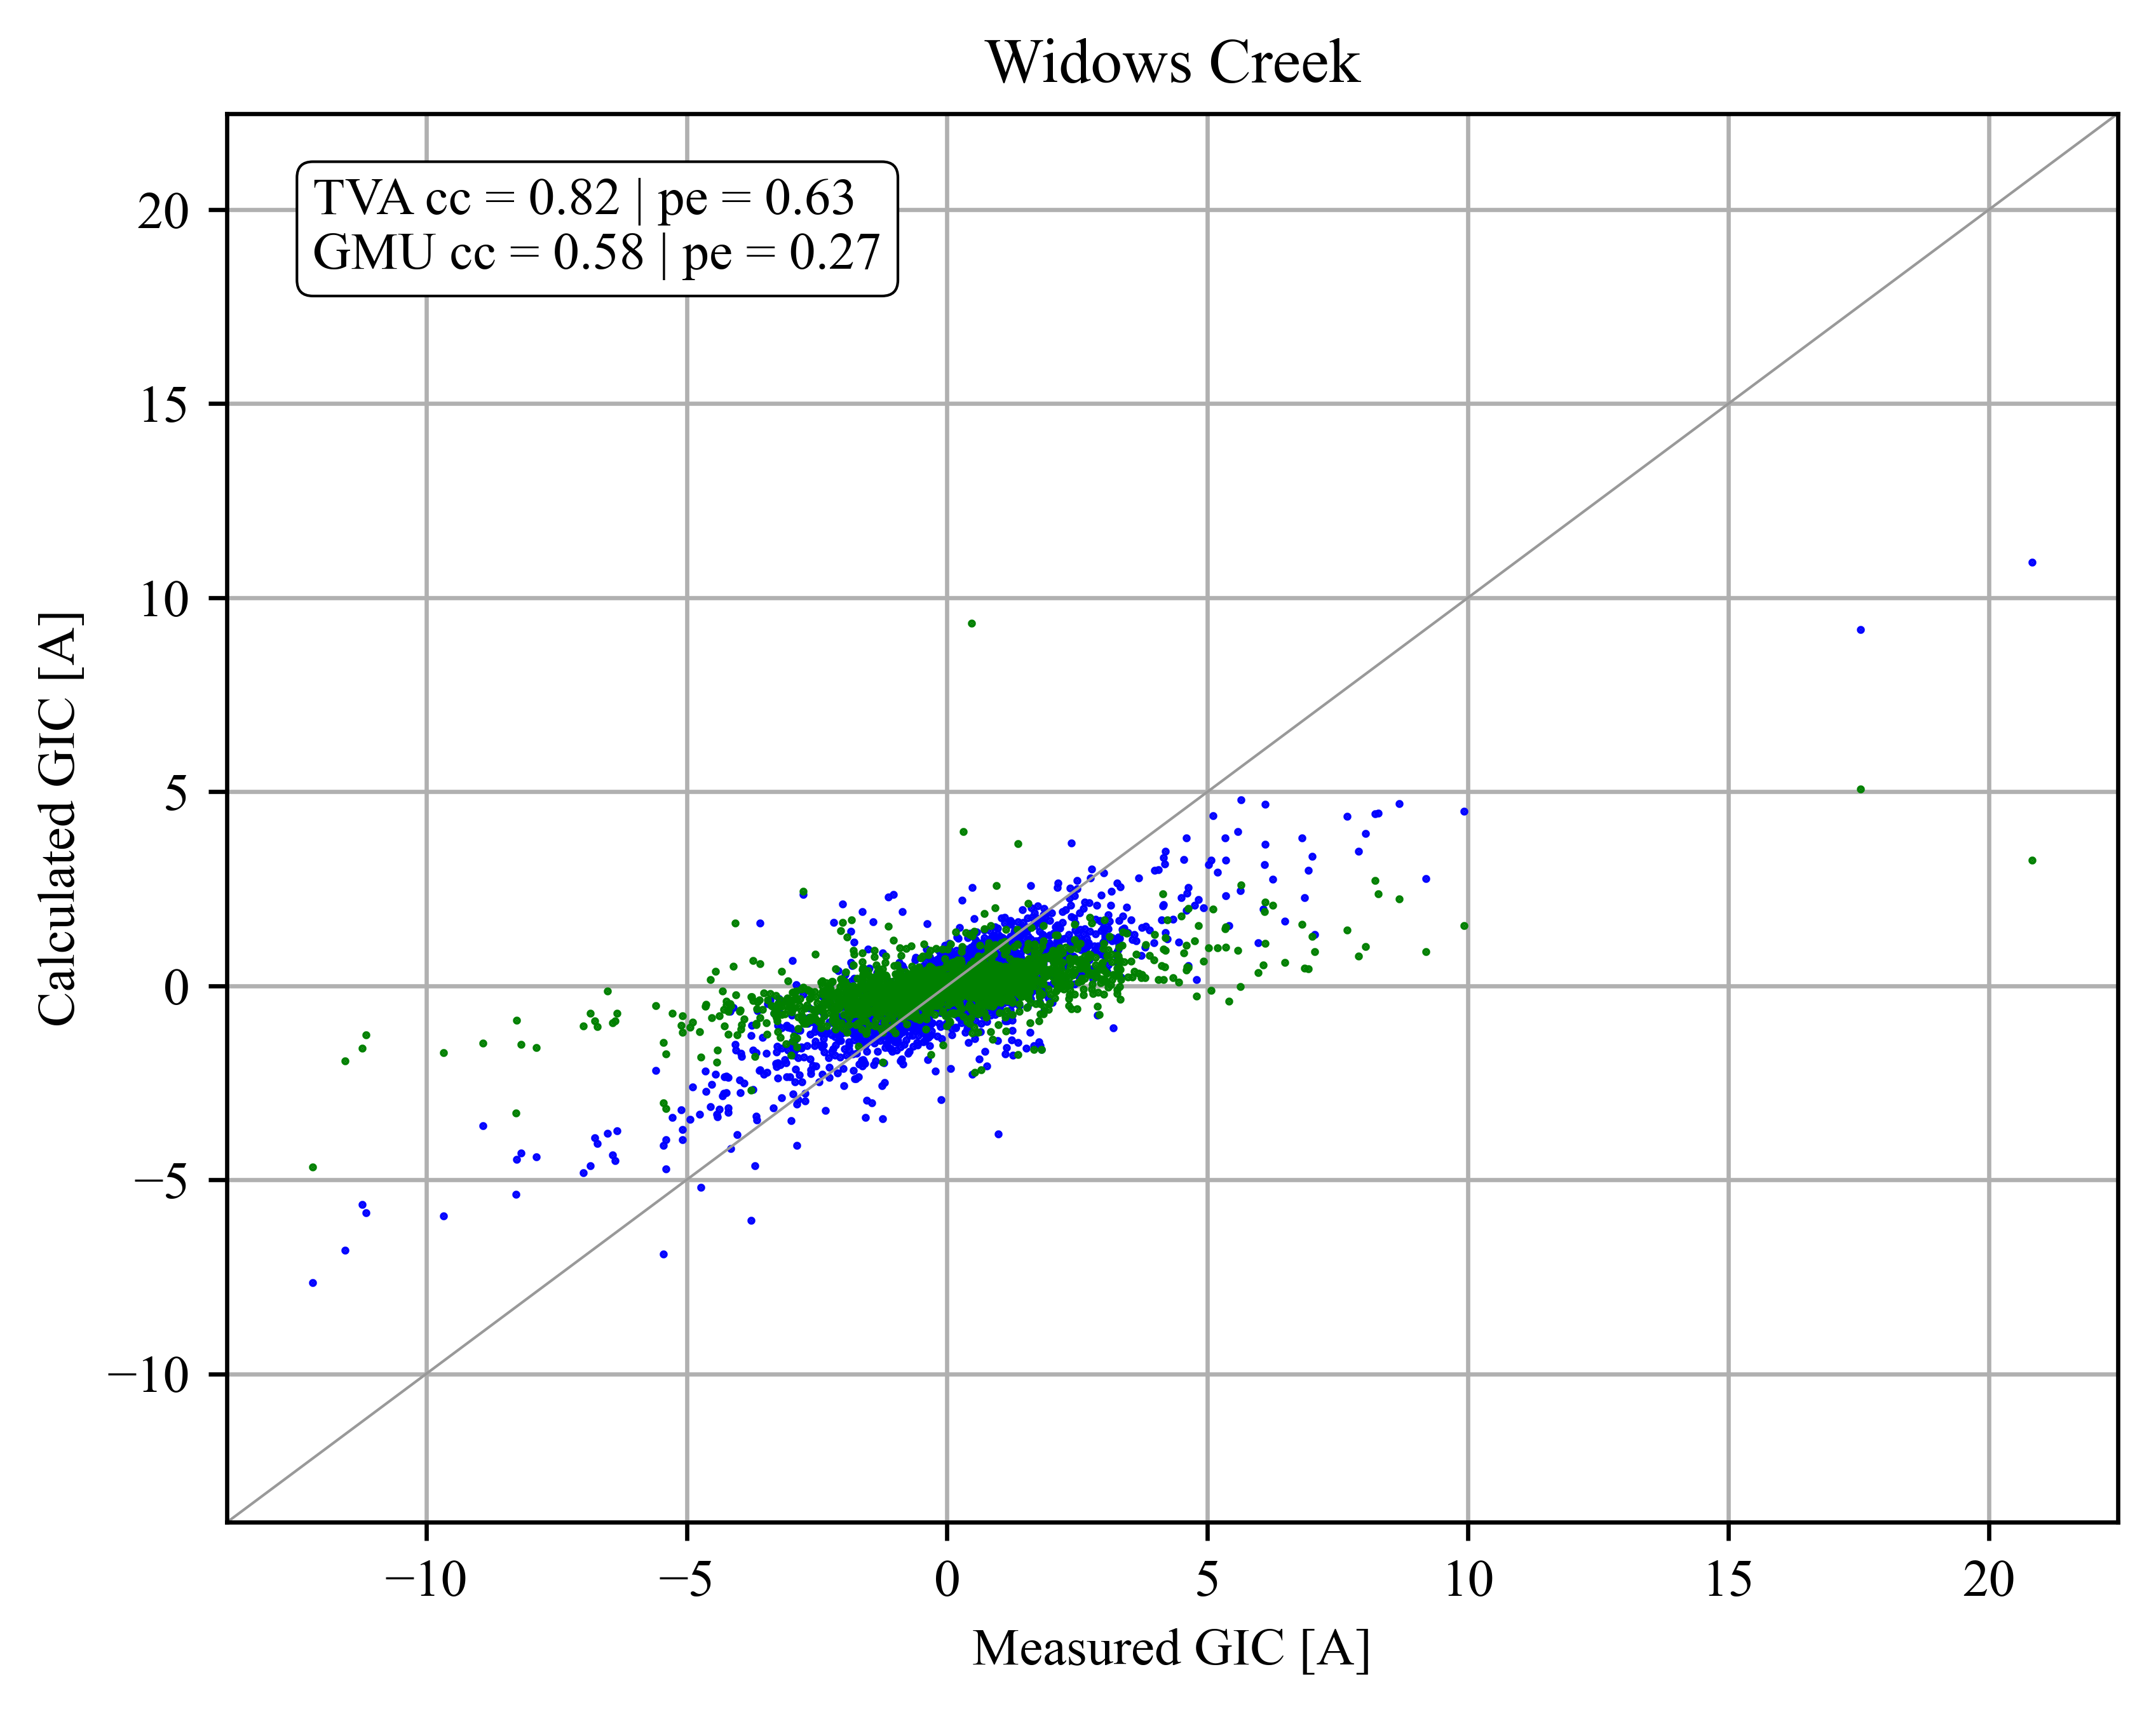 Widows Creek
TVA cc = 0.82 | pe = 0.63
GMU cc = 0.58 | pe = 0.27
20
15
10
5
0
−5
−10
Calculated GIC [A]
−10 −5 0 5 10 15 20
Measured GIC [A]